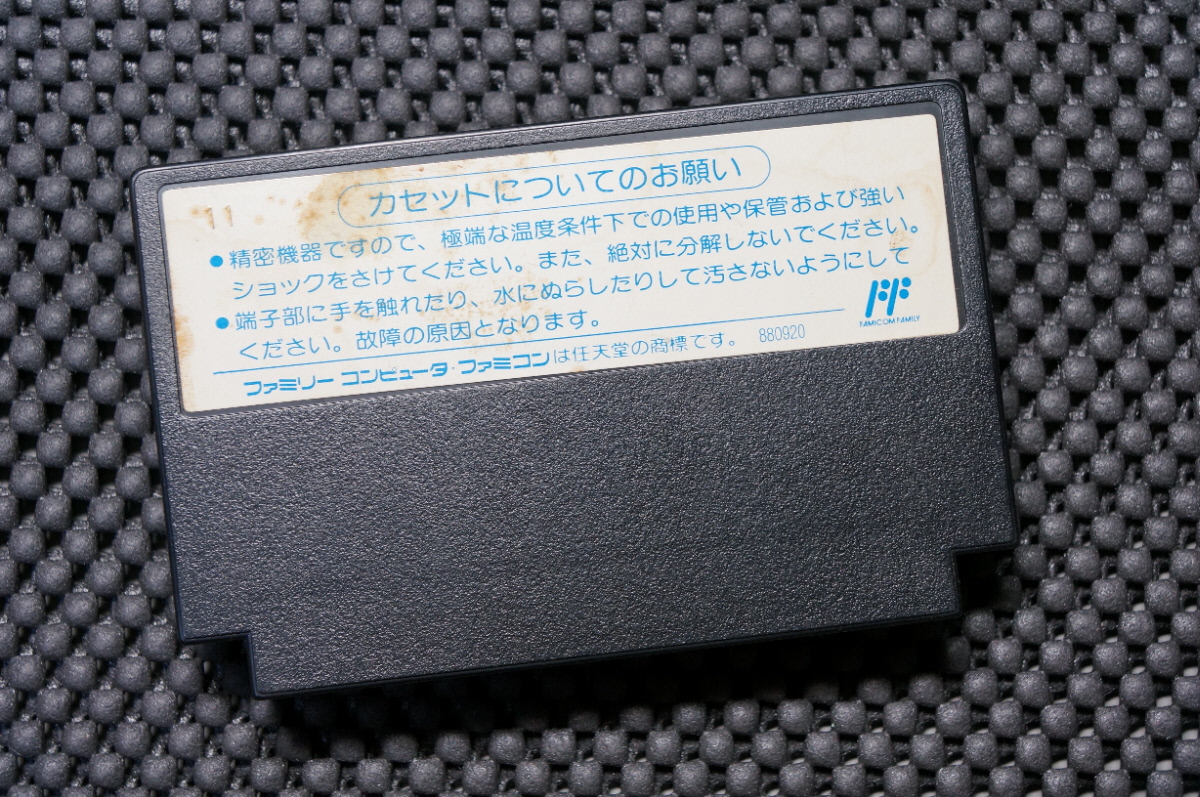 11
カセットについてのお願い
●精密機器ですので、極端な温度条件下での使用や保管および強い
ショックをさけてください。また、絶対に分解しないでください。
●端子部に手を触れたり、水にぬらしたりして汚さないようにして
ください。故障の原因となります。
FAMICOM FAMILY
ファミリー コンピュータ・ファミコンは任天堂の商標です。 880920